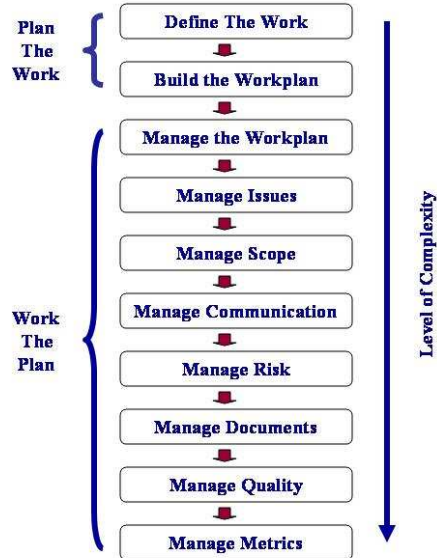 Plan
The
Work
Define The Work
Build the Workplan
Manage the Workplan
Manage Issues
Manage Scope
Manage Communication
Manage Risk
Manage Documents
Manage Quality
Manage Metrics
Work
The
Plan
Level of Complexity